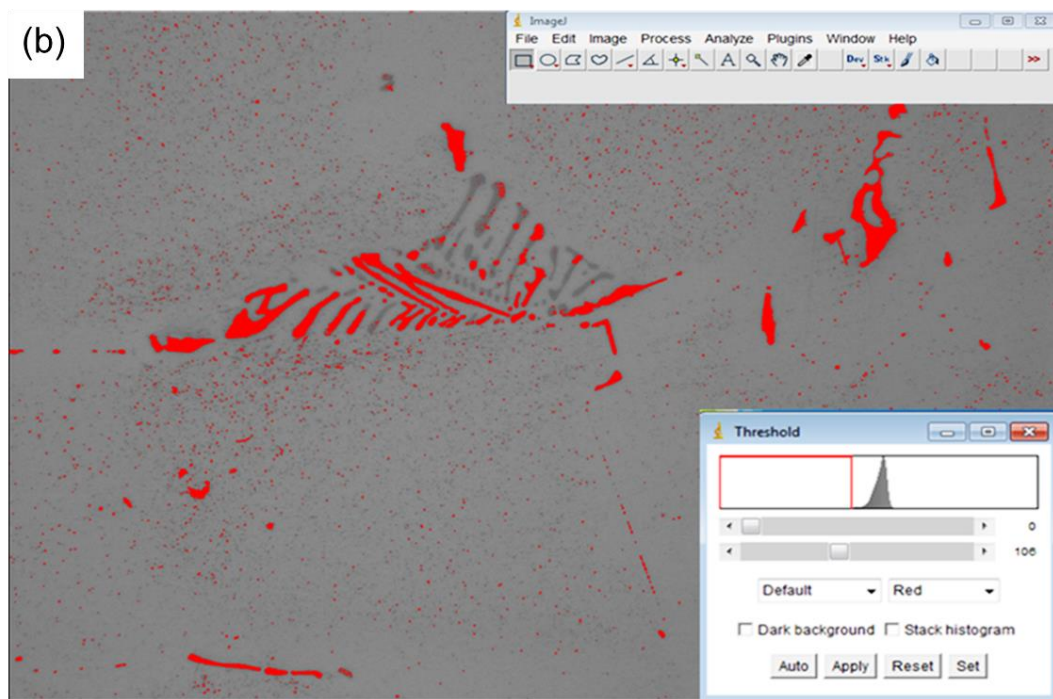 (b)
ImageJ
File Edit Image Process Analyze Plugins Window Help
A Dev Stk >>
Threshold
0
106
Default Red
Dark background Stack histogram
Auto Apply Reset Set